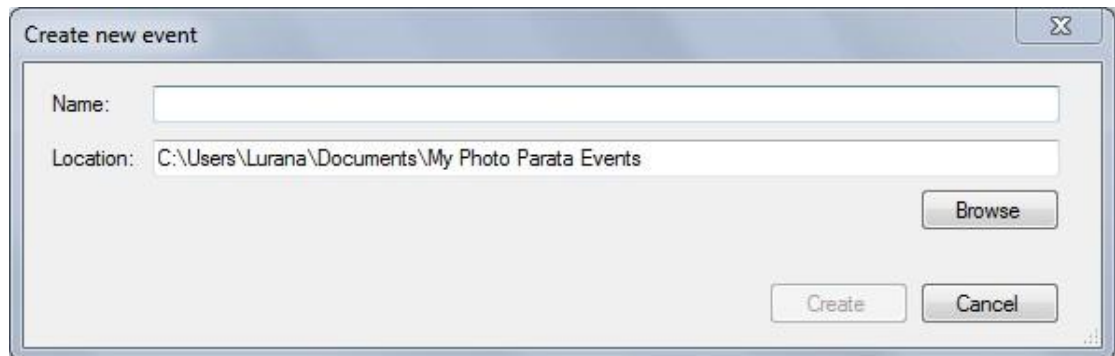 Create new event
Name:
Location: C:\Users\Lurana\Documents\My Photo Parata Events
Browse
Create Cancel